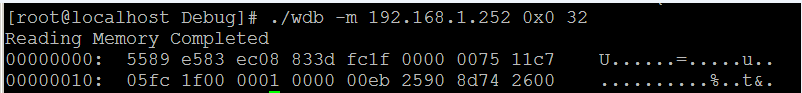 [root@localhost Debug]# ./wdb -m 192.168.1.252 0x0 32
Reading Memory Completed
00000000:  5589 e583 ec08 833d fc1f 0000 0075 11c7    U......=.....u..
00000010:  05fc 1f00 0001 0000 00eb 2590 8d74 2600    ..........%..t&.